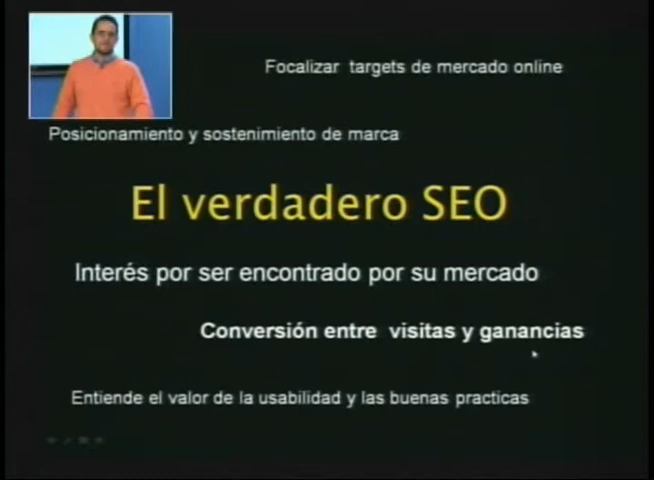 Focalizar targets de mercado online
Posicionamiento y sostenimiento de marca
El verdadero SEO
Interés por ser encontrado por su mercado
Conversión entre visitas y ganancias
Entiende el valor de la usabilidad y las buenas practicas